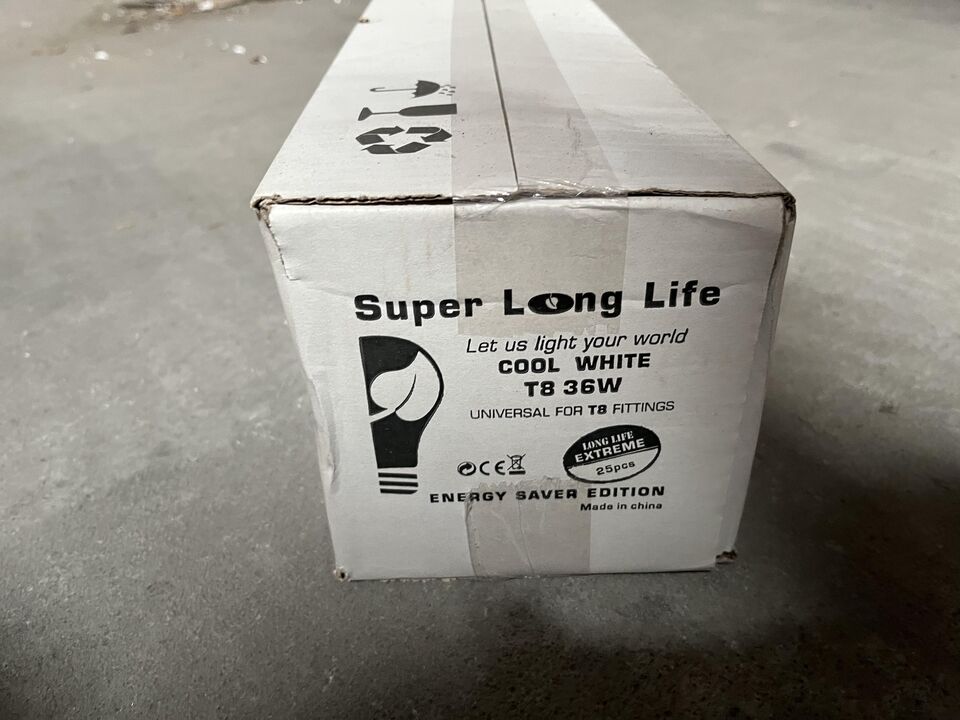 Super Long Life
Let us light your world
COOL WHITE
T8 36W
UNIVERSAL FOR T8 FITTINGS
LONG LIFE
EXTREME
25pcs
CE
ENERGY SAVER EDITION
Made in china